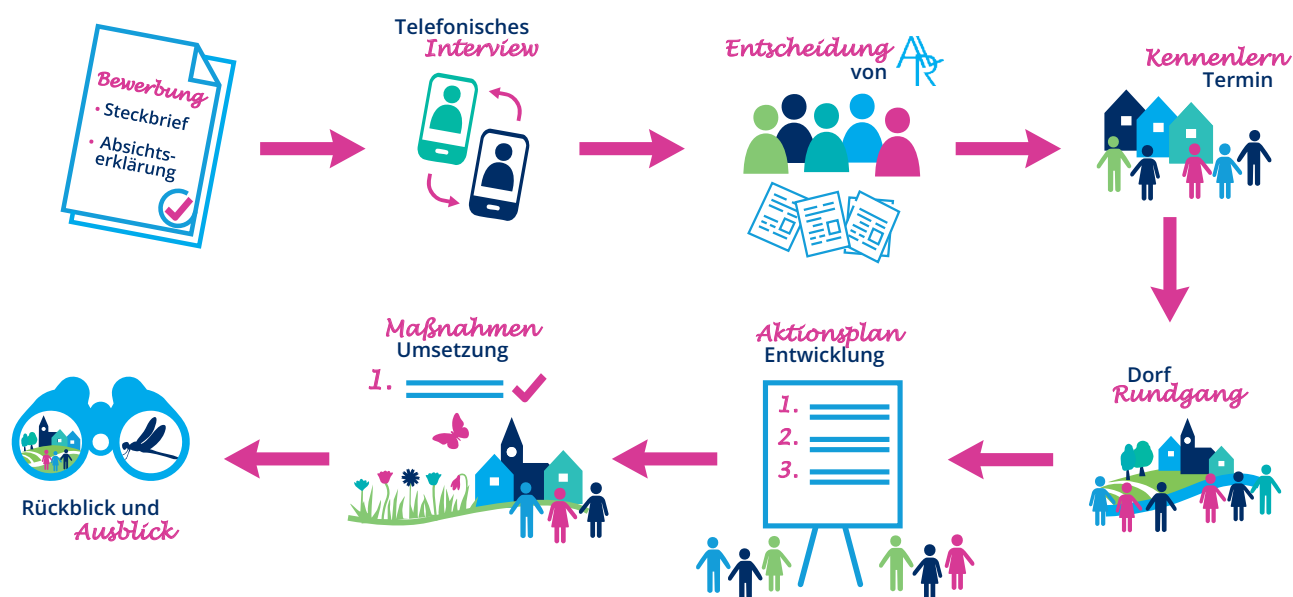 Bewerbung
• Steckbrief
• Absichts-
erklärung
Telefonisches
Interview
Entscheidung
von AHR
Kennenlern
Termin
Dorf
Rundgang
Aktionsplan
Entwicklung
1.
2.
3.
Maßnahmen
Umsetzung
1.
Rückblick und
Ausblick